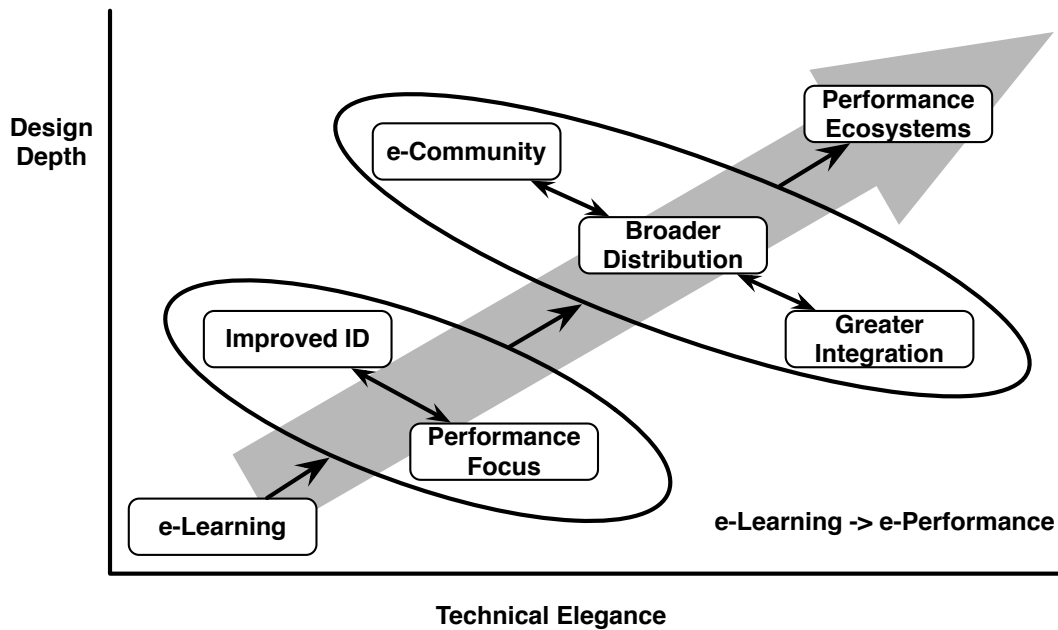 Design
Depth
Performance
Ecosystems
e-Community
Broader
Distribution
Improved ID
Greater
Integration
Performance
Focus
e-Learning
e-Learning -> e-Performance
Technical Elegance